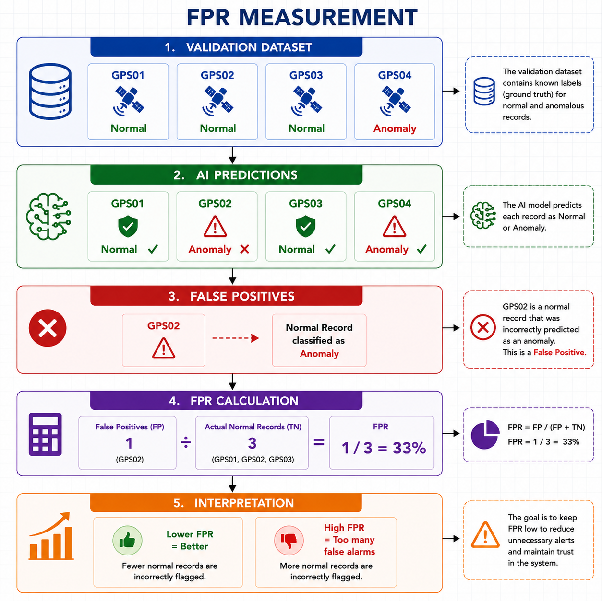 FPR MEASUREMENT
1. VALIDATION DATASET
GPS01
Normal
GPS02
Normal
GPS03
Normal
GPS04
Anomaly
The validation dataset
contains known labels
(ground truth) for
normal and anomalous
records.
2. AI PREDICTIONS
GPS01
Normal ✓
GPS02
Anomaly ✗
GPS03
Normal ✓
GPS04
Anomaly ✓
The AI model predicts
each record as Normal
or Anomaly.
3. FALSE POSITIVES
GPS02
Normal Record
classified as
Anomaly
GPS02 is a normal
record that was
incorrectly predicted
as an anomaly.
This is a False Positive.
4. FPR CALCULATION
False Positives (FP)
1
(GPS02)
÷
Actual Normal Records (TN)
3
(GPS01, GPS02, GPS03)
=
FPR
1 / 3 = 33%
FPR = FP / (FP + TN)
FPR = 1 / 3 = 33%
5. INTERPRETATION
Lower FPR
= Better
Fewer normal records are
incorrectly flagged.
High FPR
= Too many
false alarms
More normal records are
incorrectly flagged.
The goal is to keep
FPR low to reduce
unnecessary alerts
and maintain trust
in the system.